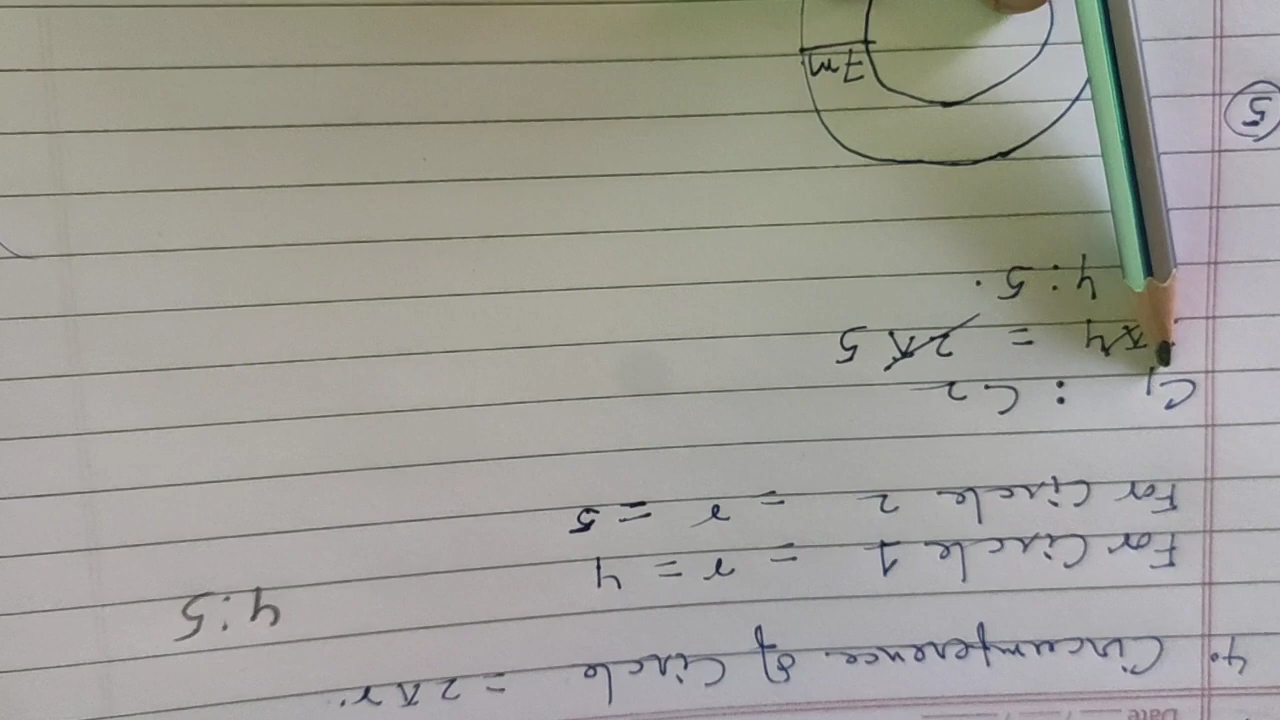 Date
4. Circumference of Circle = 2πr.
4:5
For Circle 1 = r = 4
For Circle 2 = r = 5
C1 : C2
π4 = 2π5
4:5.
5
7m